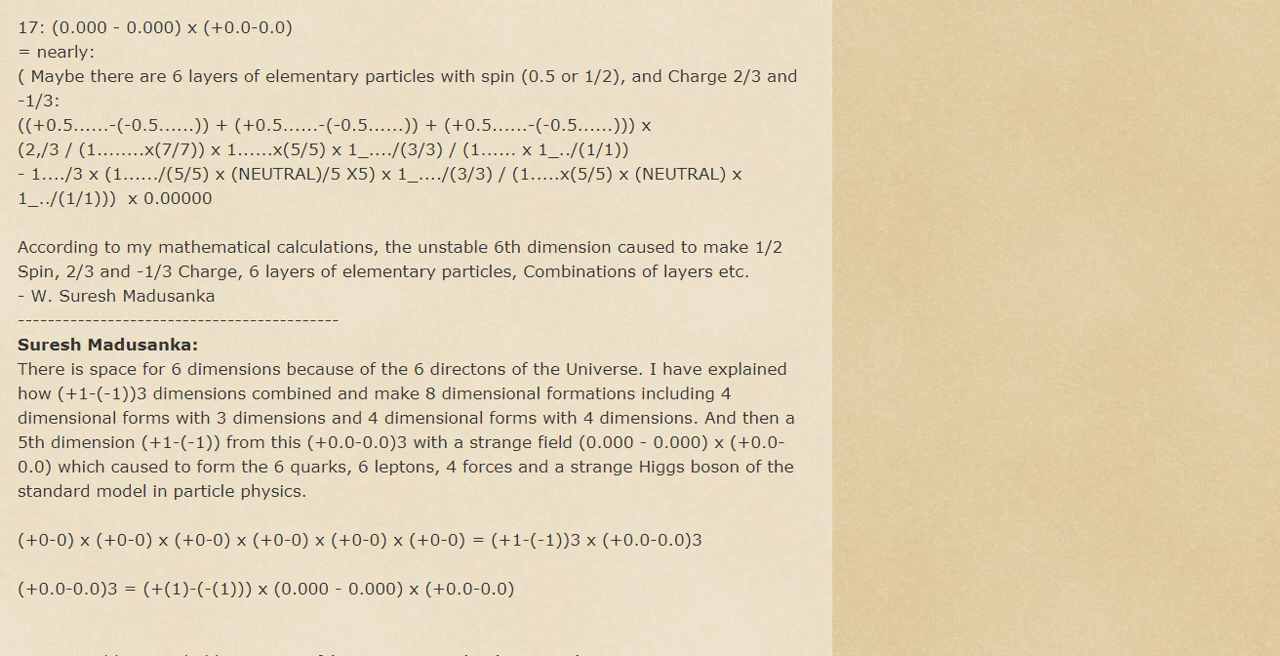 17: (0.000 - 0.000) x (+0.0-0.0)
= nearly:
( Maybe there are 6 layers of elementary particles with spin (0.5 or 1/2), and Charge 2/3 and
-1/3:
((+0.5......-(-0.5......)) + (+0.5......-(-0.5......)) + (+0.5......-(-0.5......))) x
(2,/3 / (1........x(7/7)) x 1......x(5/5) x 1_..../(3/3) / (1...... x 1_../(1/1))
- 1..../3 x (1....../(5/5) x (NEUTRAL)/5 X5) x 1_..../(3/3) / (1.....x(5/5) x (NEUTRAL) x
1_../(1/1)))  x 0.00000
According to my mathematical calculations, the unstable 6th dimension caused to make 1/2
Spin, 2/3 and -1/3 Charge, 6 layers of elementary particles, Combinations of layers etc.
- W. Suresh Madusanka
-------------------------------------------
Suresh Madusanka:
There is space for 6 dimensions because of the 6 directons of the Universe. I have explained
how (+1-(-1))3 dimensions combined and make 8 dimensional formations including 4
dimensional forms with 3 dimensions and 4 dimensional forms with 4 dimensions. And then a
5th dimension (+1-(-1)) from this (+0.0-0.0)3 with a strange field (0.000 - 0.000) x (+0.0-
0.0) which caused to form the 6 quarks, 6 leptons, 4 forces and a strange Higgs boson of the
standard model in particle physics.
(+0-0) x (+0-0) x (+0-0) x (+0-0) x (+0-0) x (+0-0) = (+1-(-1))3 x (+0.0-0.0)3
(+0.0-0.0)3 = (+(1)-(-(1))) x (0.000 - 0.000) x (+0.0-0.0)